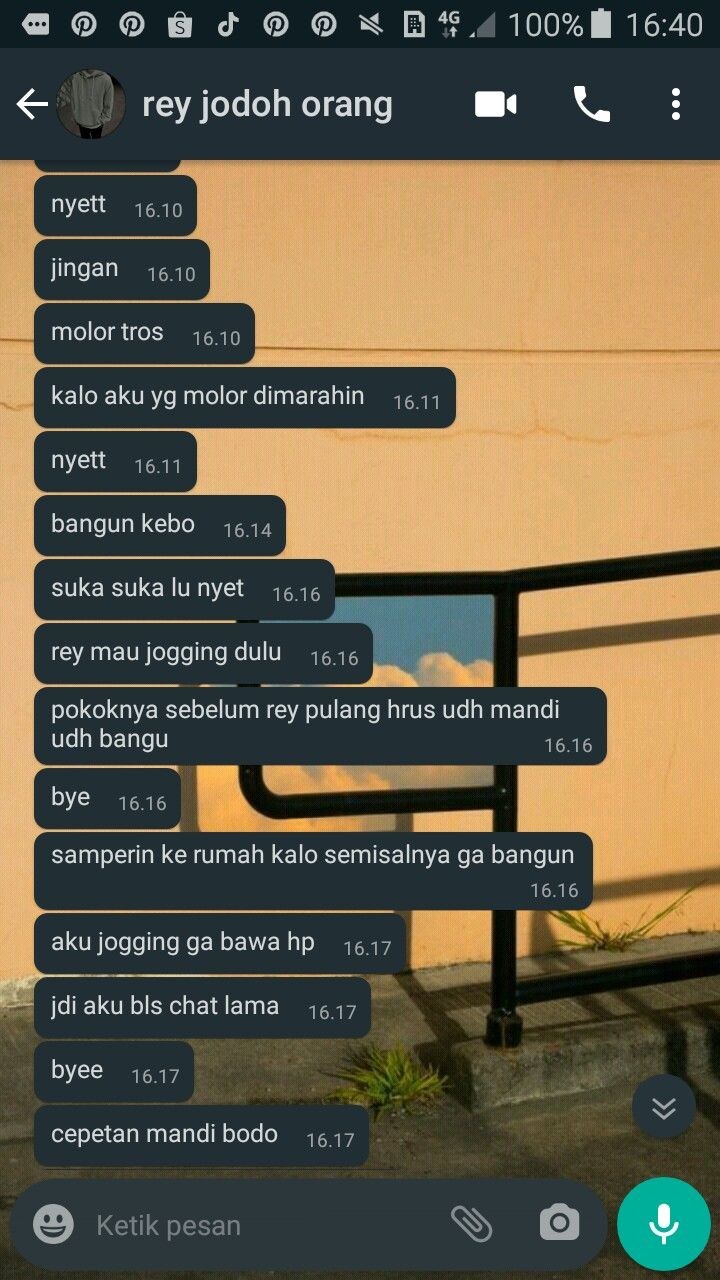 4G
100%
16:40
rey jodoh orang
nyett 16.10
jingan 16.10
molor tros 16.10
kalo aku yg molor dimarahin 16.11
nyett 16.11
bangun kebo 16.14
suka suka lu nyet 16.16
rey mau jogging dulu 16.16
pokoknya sebelum rey pulang hrus udh mandi
udh bangu 16.16
bye 16.16
samperin ke rumah kalo semisalnya ga bangun
16.16
aku jogging ga bawa hp 16.17
jdi aku bls chat lama 16.17
byee 16.17
cepetan mandi bodo 16.17
Ketik pesan